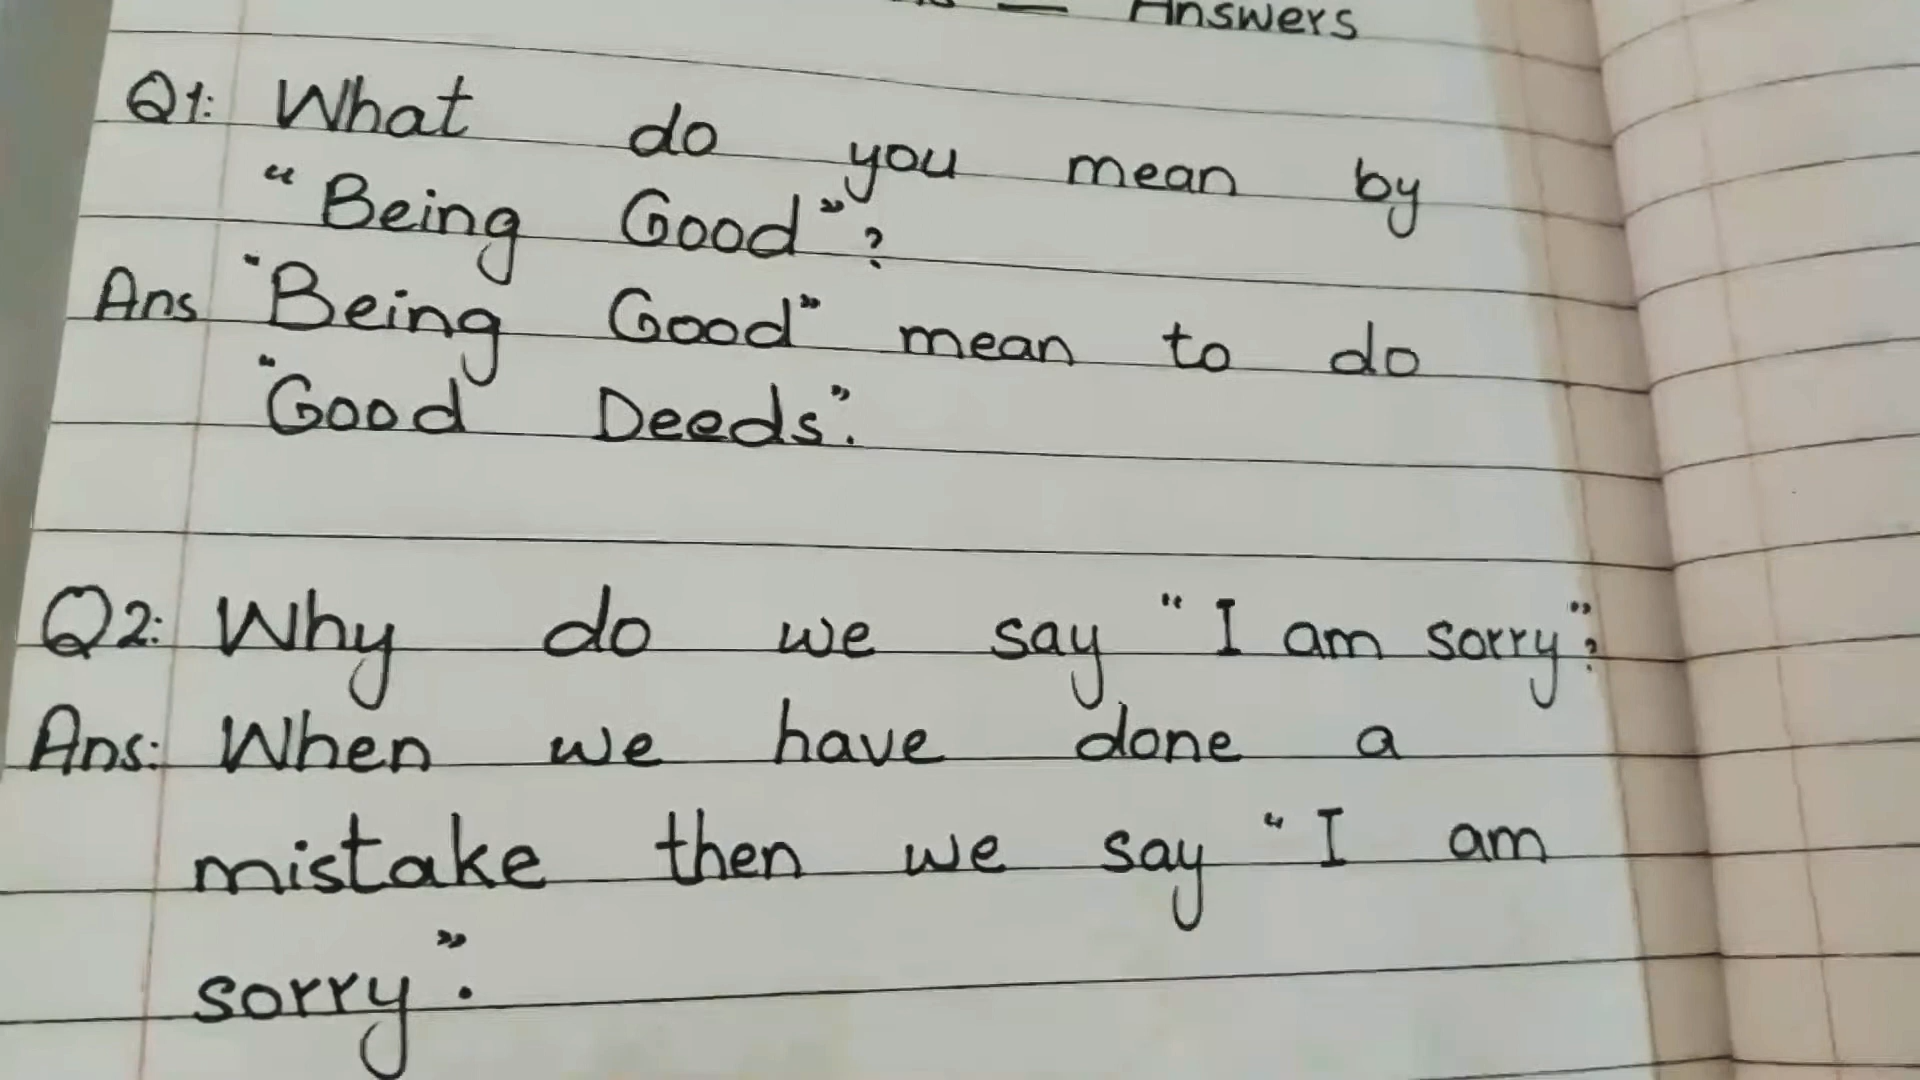 — Answers
Q1: What do you mean by
"Being Good"?
Ans "Being Good" mean to do
"Good Deeds".
Q2: Why do we say "I am sorry"?
Ans: When we have done a
mistake then we say "I am
sorry".